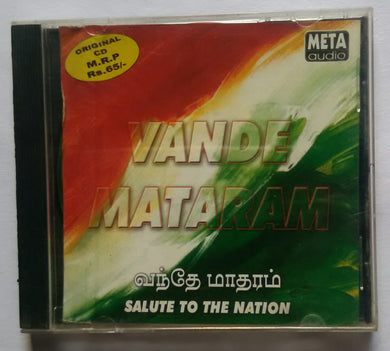 ORIGINAL
CD
M.R.P
Rs.65/-
META
audio
VANDE
MATARAM
வந்தே மாதரம்
SALUTE TO THE NATION